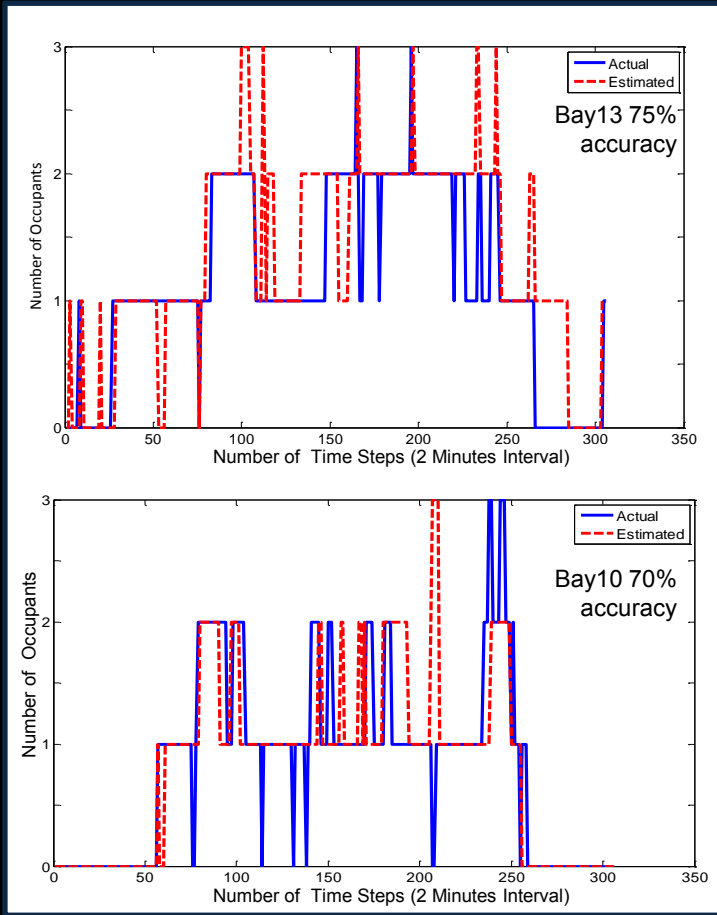 3
2
1
0
Number of Occupants
0 50 100 150 200 250 300 350
Number of Time Steps (2 Minutes Interval)
Actual
Estimated
Bay13 75%
accuracy
3
2
1
0
Number of Occupants
0 50 100 150 200 250 300 350
Number of Time Steps (2 Minutes Interval)
Actual
Estimated
Bay10 70%
accuracy